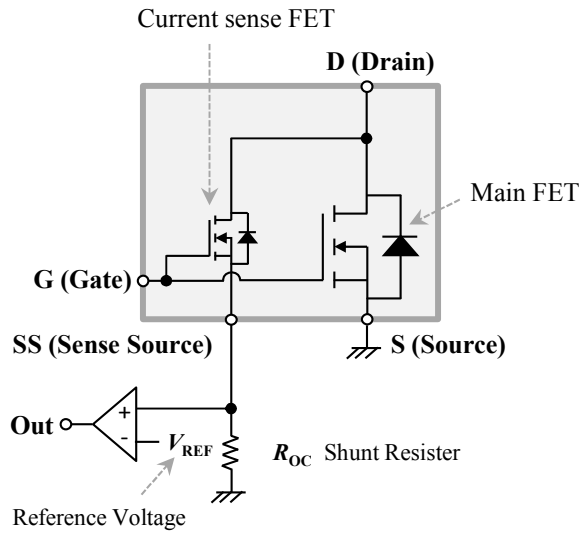 Current sense FET
D (Drain)
Main FET
G (Gate)
SS (Sense Source)
S (Source)
Out
+
-
VREF
ROC Shunt Resister
Reference Voltage